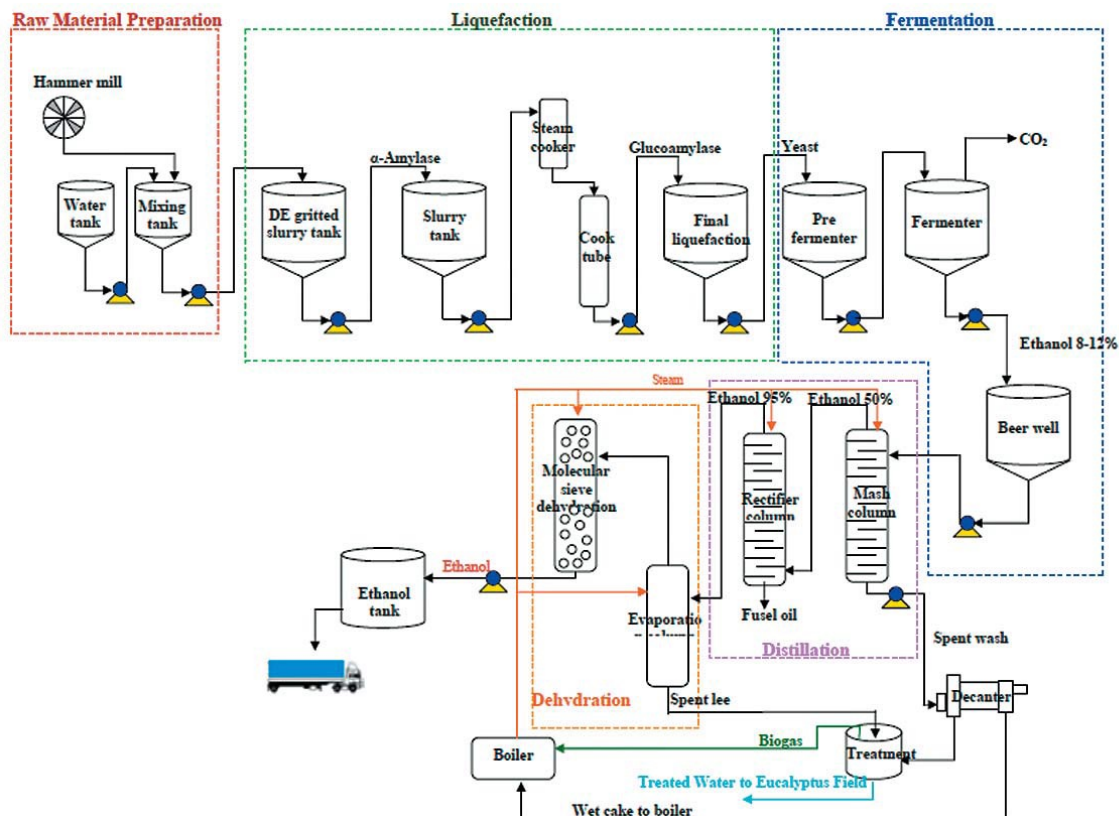 Raw Material Preparation
Liquefaction
Fermentation
Hammer mill
Water
tank
Mixing
tank
α-Amylase
DE gritted
slurry tank
Slurry
tank
Steam
cooker
Cook
tube
Glucoamylase
Final
liquefaction
Yeast
Pre
fermenter
Fermenter
CO₂
Ethanol 8-12%
Beer well
Steam
Ethanol 95%
Ethanol 50%
Molecular
sieve
dehydration
Rectifier
column
Mash
column
Ethanol
Ethanol
tank
Evaporatio
Fusel oil
Distillation
Spent wash
Dehydration
Spent lee
Decanter
Boiler
Biogas
Treatment
Treated Water to Eucalyptus Field
Wet cake to boiler